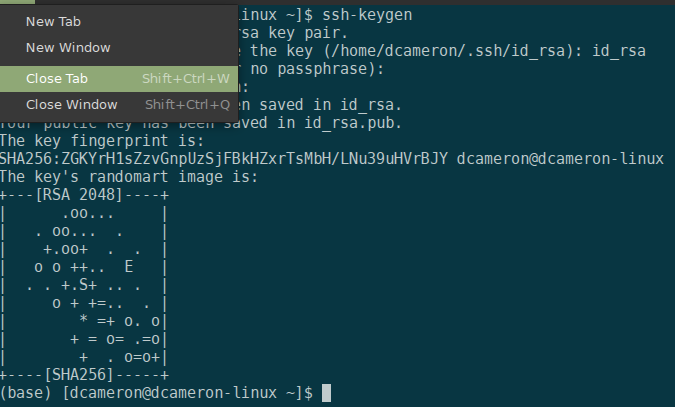 New Tab
New Window
Close Tab Shift+Ctrl+W
Close Window Shift+Ctrl+Q
linux ~]$ ssh-keygen
rsa key pair.
e the key (/home/dcameron/.ssh/id_rsa): id_rsa
r no passphrase):
n:
en saved in id_rsa.
Your public key has been saved in id_rsa.pub.
The key fingerprint is:
SHA256:ZGKYrH1sZzvGnpUzSjFBkHZxrTsMbH/LNu39uHVrBJY dcameron@dcameron-linux
The key's randomart image is:
+---[RSA 2048]----+
|      .oo...     |
|   . oo...  .    |
|    +.oo+  .  .  |
|   o o ++..  E   |
|  . . +.S+ .. .  |
|     o + +=..  . |
|        * =+ o. o|
|       + = o= .=o|
|        +  . o=o+|
+----[SHA256]-----+
(base) [dcameron@dcameron-linux ~]$